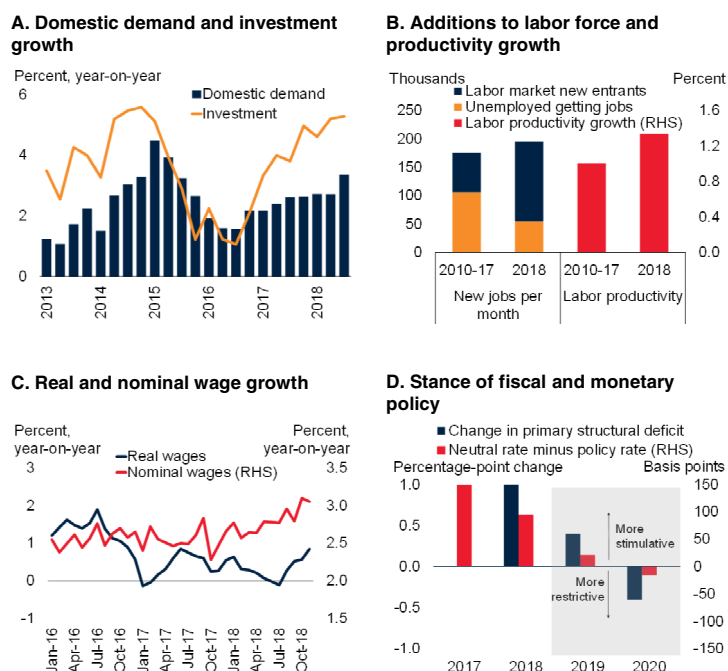 A. Domestic demand and investment
growth
Percent, year-on-year
Domestic demand
Investment
6
4
2
0
2013
2014
2015
2016
2017
2018
B. Additions to labor force and
productivity growth
Thousands
Percent
Labor market new entrants
Unemployed getting jobs
Labor productivity growth (RHS)
250
200
150
100
50
0
1.6
1.2
0.8
0.4
0.0
2010-17
2018
2010-17
2018
New jobs per
month
Labor productivity
C. Real and nominal wage growth
Percent,
year-on-year
Percent,
year-on-year
Real wages
Nominal wages (RHS)
3
2
1
0
-1
3.5
3.0
2.5
2.0
1.5
Jan-16
Apr-16
Jul-16
Oct-16
Jan-17
Apr-17
Jul-17
Oct-17
Jan-18
Apr-18
Jul-18
Oct-18
D. Stance of fiscal and monetary
policy
Change in primary structural deficit
Neutral rate minus policy rate (RHS)
Percentage-point change
Basis points
1.0
0.5
0.0
-0.5
-1.0
150
100
50
0
-50
-100
-150
More
stimulative
More
restrictive
2017
2018
2019
2020